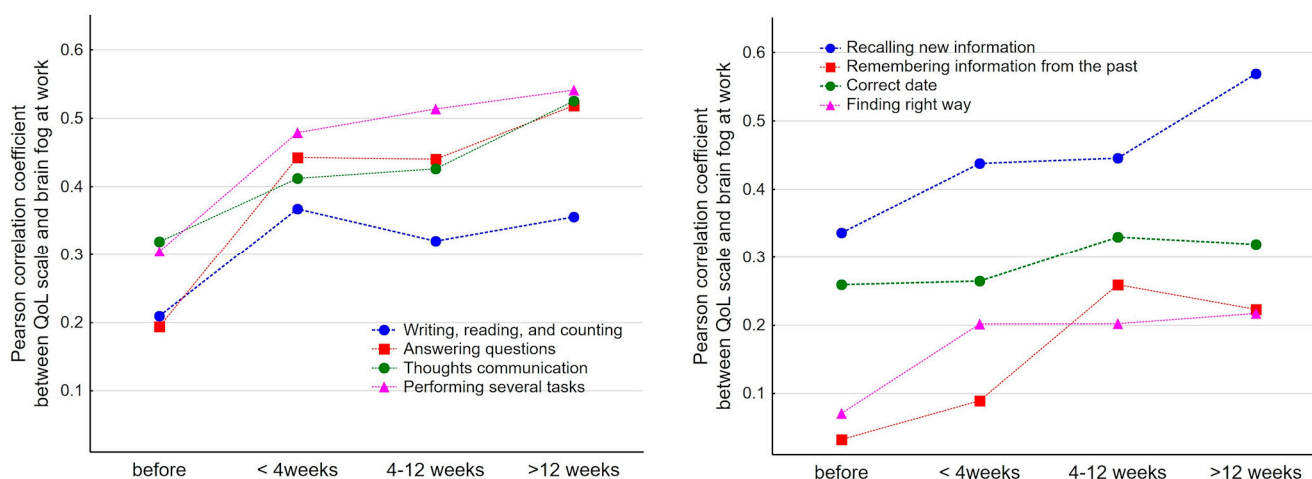 Pearson correlation coefficient
between QoL scale and brain fog at work
0.6
0.5
0.4
0.3
0.2
0.1
Writing, reading, and counting
Answering questions
Thoughts communication
Performing several tasks
before
< 4weeks
4-12 weeks
>12 weeks
Pearson correlation coefficient
between QoL scale and brain fog at work
0.6
0.5
0.4
0.3
0.2
0.1
Recalling new information
Remembering information from the past
Correct date
Finding right way
before
< 4weeks
4-12 weeks
>12 weeks